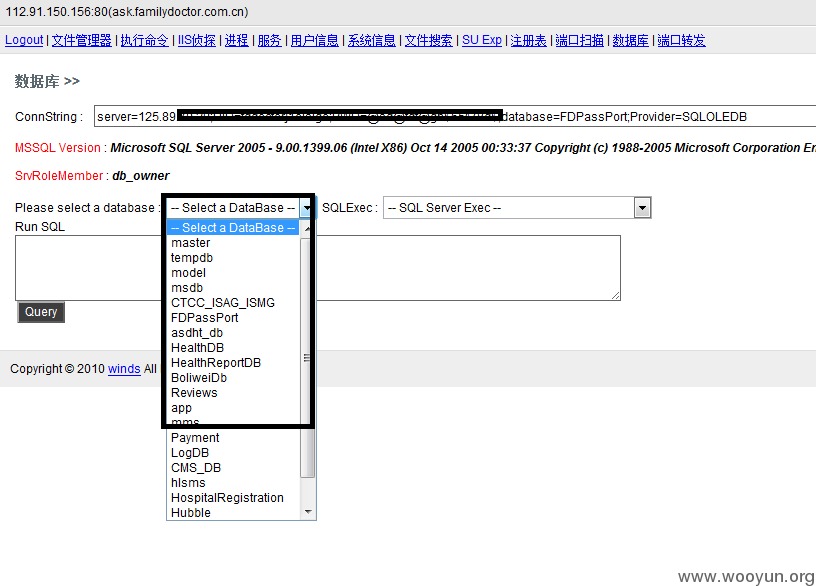 112.91.150.156:80(ask.familydoctor.com.cn)
Logout | 文件管理器 | 执行命令 | IIS侦探 | 进程 | 服务 | 用户信息 | 系统信息 | 文件搜索 | SU Exp | 注册表 | 端口扫描 | 数据库 | 端口转发
数据库 >>
ConnString : server=125.89 database=FDPassPort;Provider=SQLOLEDB
MSSQL Version : Microsoft SQL Server 2005 - 9.00.1399.06 (Intel X86) Oct 14 2005 00:33:37 Copyright (c) 1988-2005 Microsoft Corporation
SrvRoleMember : db_owner
Please select a database : -- Select a DataBase -- SQLExec : -- SQL Server Exec --
-- Select a DataBase --
Run SQL
master
tempdb
model
msdb
CTCC_ISAG_ISMG
FDPassPort
asdht_db
HealthDB
HealthReportDB
BoliweiDb
Reviews
app
mms
Payment
LogDB
CMS_DB
hlsms
HospitalRegistration
Hubble
Query
Copyright © 2010 winds All
www.wooyun.org